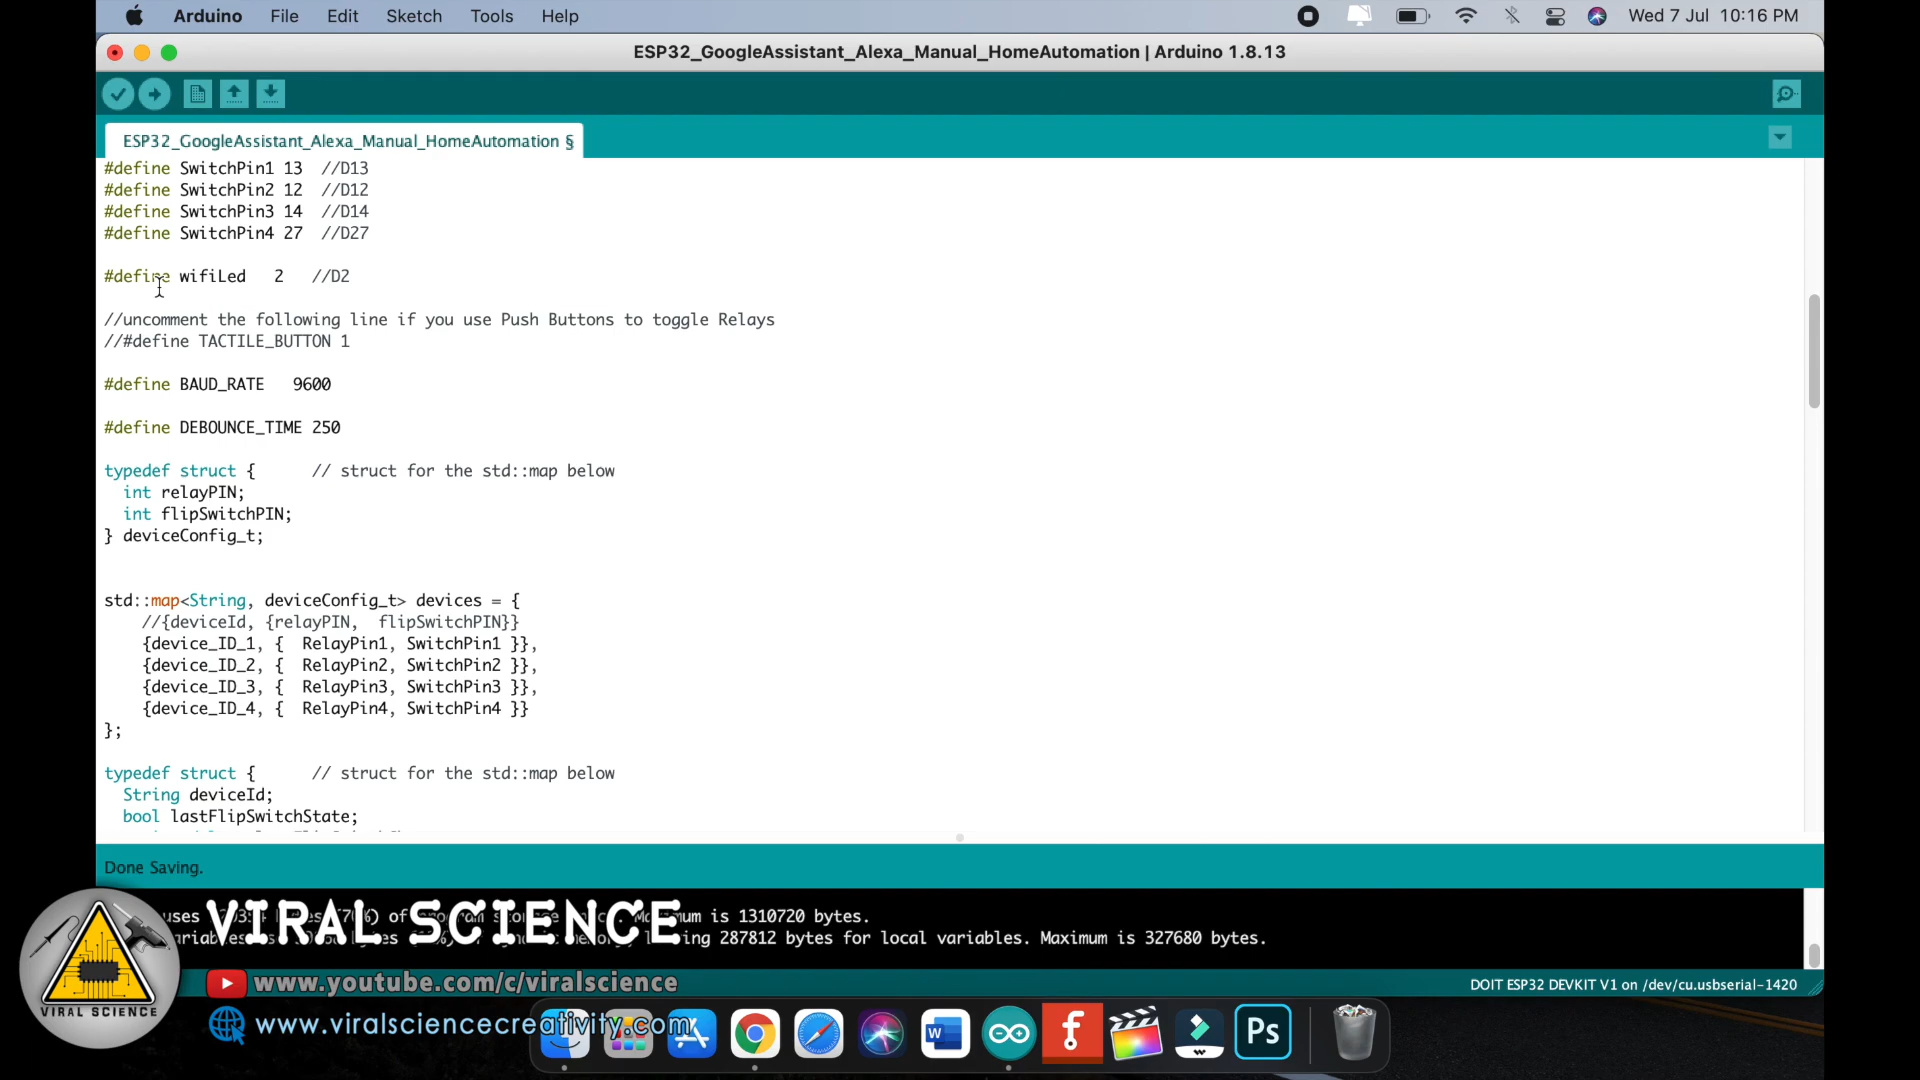 Arduino File Edit Sketch Tools Help Wed 7 Jul 10:16 PM
ESP32_GoogleAssistant_Alexa_Manual_HomeAutomation | Arduino 1.8.13
ESP32_GoogleAssistant_Alexa_Manual_HomeAutomation §
#define SwitchPin1 13  //D13
#define SwitchPin2 12  //D12
#define SwitchPin3 14  //D14
#define SwitchPin4 27  //D27
#define wifiLed   2   //D2
//uncomment the following line if you use Push Buttons to toggle Relays
//#define TACTILE_BUTTON 1
#define BAUD_RATE   9600
#define DEBOUNCE_TIME 250
typedef struct {      // struct for the std::map below
  int relayPIN;
  int flipSwitchPIN;
} deviceConfig_t;
std::map<String, deviceConfig_t> devices = {
    //{deviceId, {relayPIN,  flipSwitchPIN}}
    {device_ID_1, {  RelayPin1, SwitchPin1 }},
    {device_ID_2, {  RelayPin2, SwitchPin2 }},
    {device_ID_3, {  RelayPin3, SwitchPin3 }},
    {device_ID_4, {  RelayPin4, SwitchPin4 }}
};
typedef struct {      // struct for the std::map below
  String deviceId;
  bool lastFlipSwitchState;
Done Saving.
uses of Maximum is 1310720 bytes.
287812 bytes for local variables. Maximum is 327680 bytes.
VIRAL SCIENCE
www.youtube.com/c/viralscience
DOIT ESP32 DEVKIT V1 on /dev/cu.usbserial-1420
VIRAL SCIENCE
www.viralsciencecreativity.com
W
f
Ps